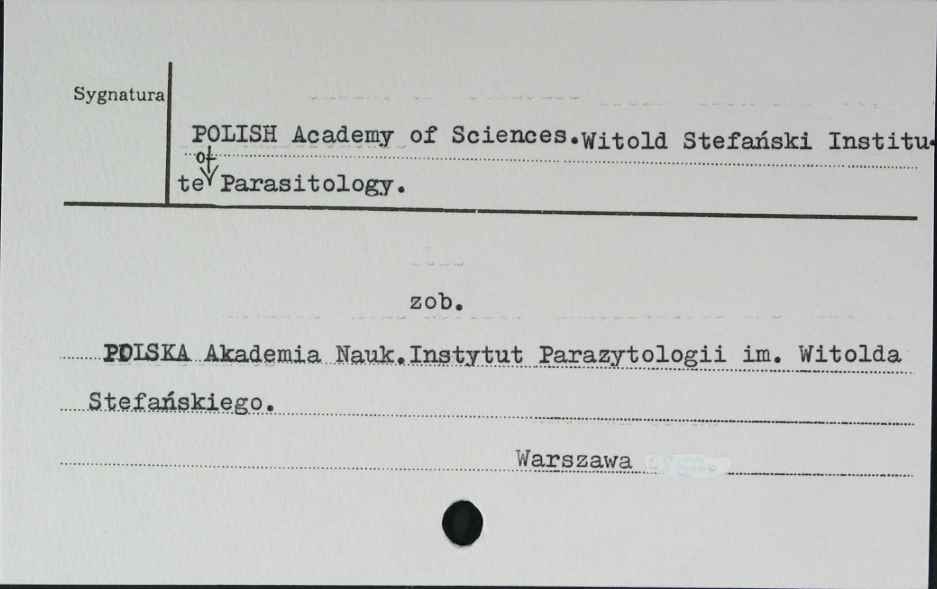 Sygnatura
POLISH Academy of Sciences.Witold Stefański Institu-
of
te Parasitology.
zob.
POLSKA Akademia Nauk.Instytut Parazytologii im. Witolda
Stefańskiego.
Warszawa